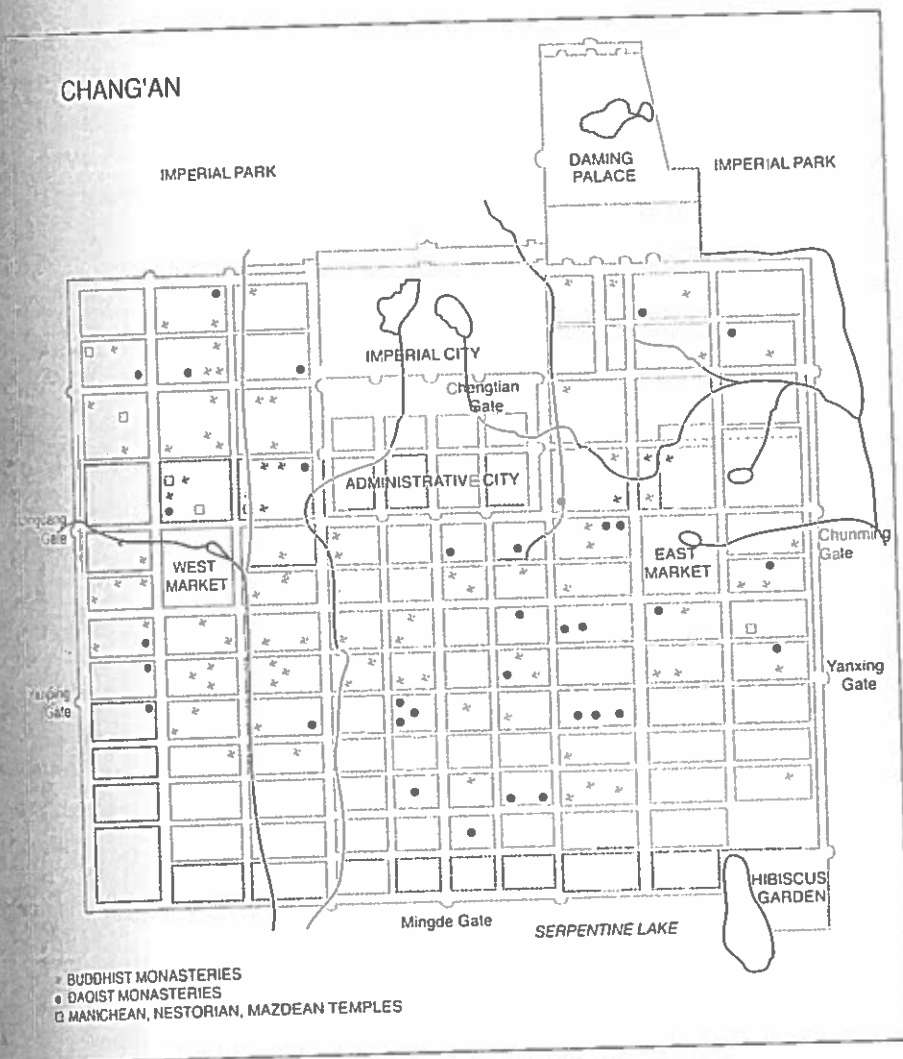 CHANG'AN
IMPERIAL PARK
DAMING
PALACE
IMPERIAL PARK
IMPERIAL CITY
Chengtian
Gate
ADMINISTRATIVE CITY
Gate
WEST
MARKET
EAST
MARKET
Chunming
Gate
Yanxing
Gate
Gate
HIBISCUS
GARDEN
Mingde Gate
SERPENTINE LAKE
BUDDHIST MONASTERIES
DAOIST MONASTERIES
MANICHEAN, NESTORIAN, MAZDEAN TEMPLES